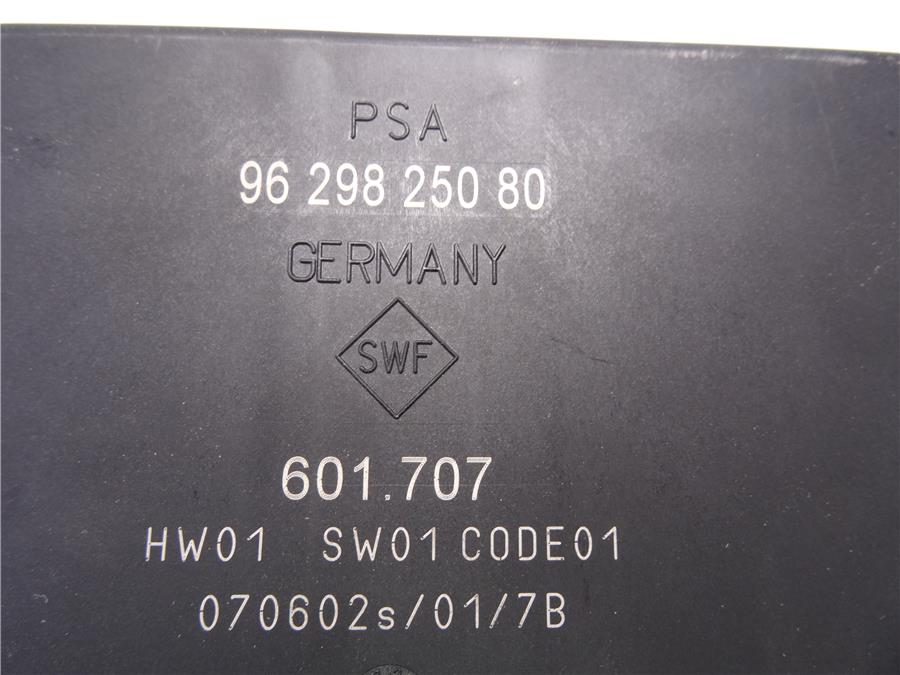 PSA
96 298 250 80
GERMANY
SWF
601.707
HW01 SW01 CODE01
070602s/01/7B